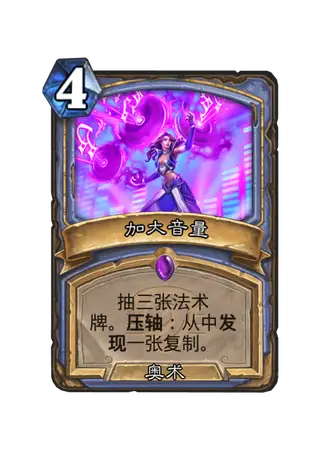 4
加大音量
抽三张法术
牌。压轴：从中发
现一张复制。
奥术